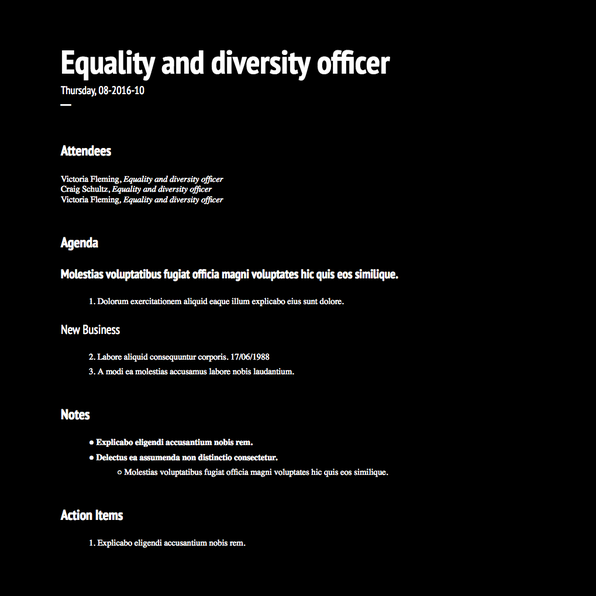 Equality and diversity officer
Thursday, 08-2016-10
Attendees
Victoria Fleming, Equality and diversity officer
Craig Schultz, Equality and diversity officer
Victoria Fleming, Equality and diversity officer
Agenda
Molestias voluptatibus fugiat officia magni voluptates hic quis eos similique.
1. Dolorum exercitationem aliquid eaque illum explicabo eius sunt dolore.
New Business
2. Labore aliquid consequuntur corporis. 17/06/1988
3. A modi ea molestias accusamus labore nobis laudantium.
Notes
● Explicabo eligendi accusantium nobis rem.
● Delectus ea assumenda non distinctio consectetur.
○ Molestias voluptatibus fugiat officia magni voluptates hic quis eos similique.
Action Items
1. Explicabo eligendi accusantium nobis rem.